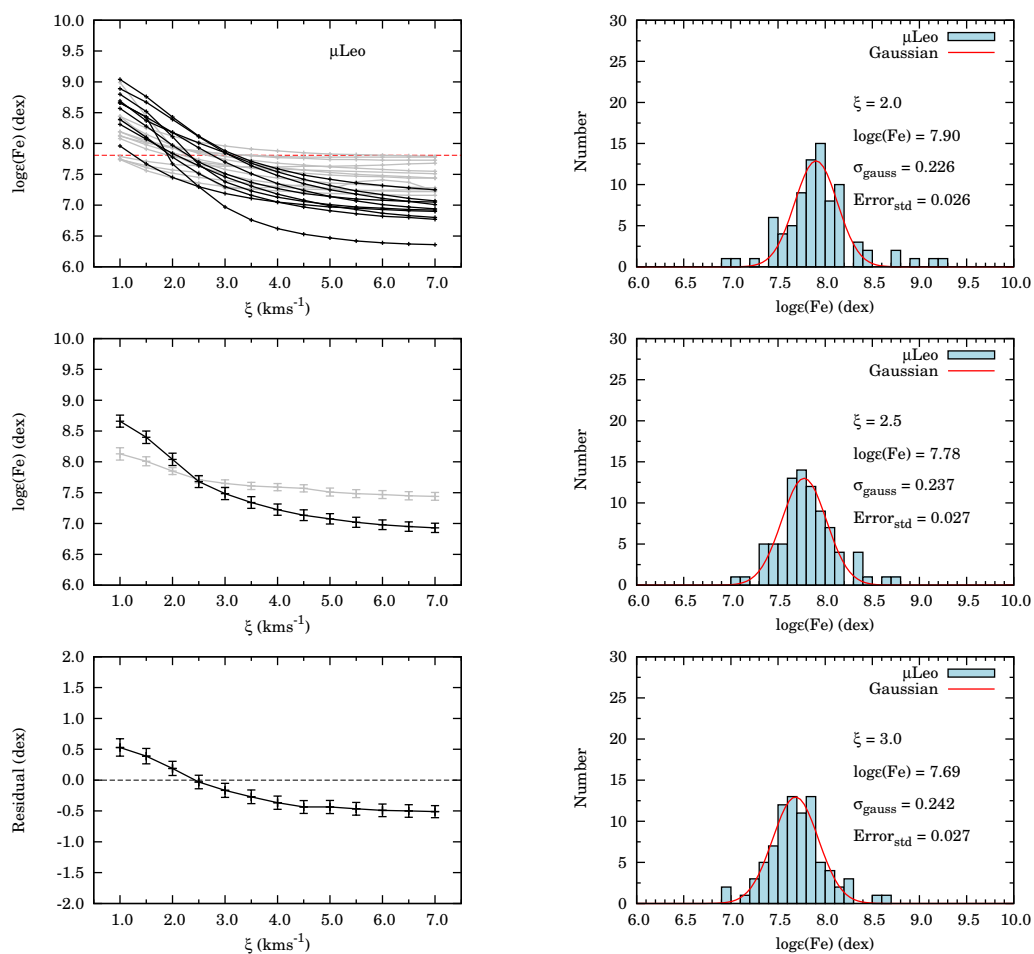 10.0
9.5
9.0
8.5
8.0
7.5
7.0
6.5
6.0
logε(Fe) (dex)
μLeo
1.0 2.0 3.0 4.0 5.0 6.0 7.0
ξ (kms-1)
30
25
20
15
10
5
0
Number
μLeo
Gaussian
ξ = 2.0
logε(Fe) = 7.90
σgauss = 0.226
Errorstd = 0.026
6.0 6.5 7.0 7.5 8.0 8.5 9.0 9.5 10.0
logε(Fe) (dex)
10.0
9.5
9.0
8.5
8.0
7.5
7.0
6.5
6.0
logε(Fe) (dex)
1.0 2.0 3.0 4.0 5.0 6.0 7.0
ξ (kms-1)
30
25
20
15
10
5
0
Number
μLeo
Gaussian
ξ = 2.5
logε(Fe) = 7.78
σgauss = 0.237
Errorstd = 0.027
6.0 6.5 7.0 7.5 8.0 8.5 9.0 9.5 10.0
logε(Fe) (dex)
2.0
1.5
1.0
0.5
0.0
-0.5
-1.0
-1.5
-2.0
Residual (dex)
1.0 2.0 3.0 4.0 5.0 6.0 7.0
ξ (kms-1)
30
25
20
15
10
5
0
Number
μLeo
Gaussian
ξ = 3.0
logε(Fe) = 7.69
σgauss = 0.242
Errorstd = 0.027
6.0 6.5 7.0 7.5 8.0 8.5 9.0 9.5 10.0
logε(Fe) (dex)